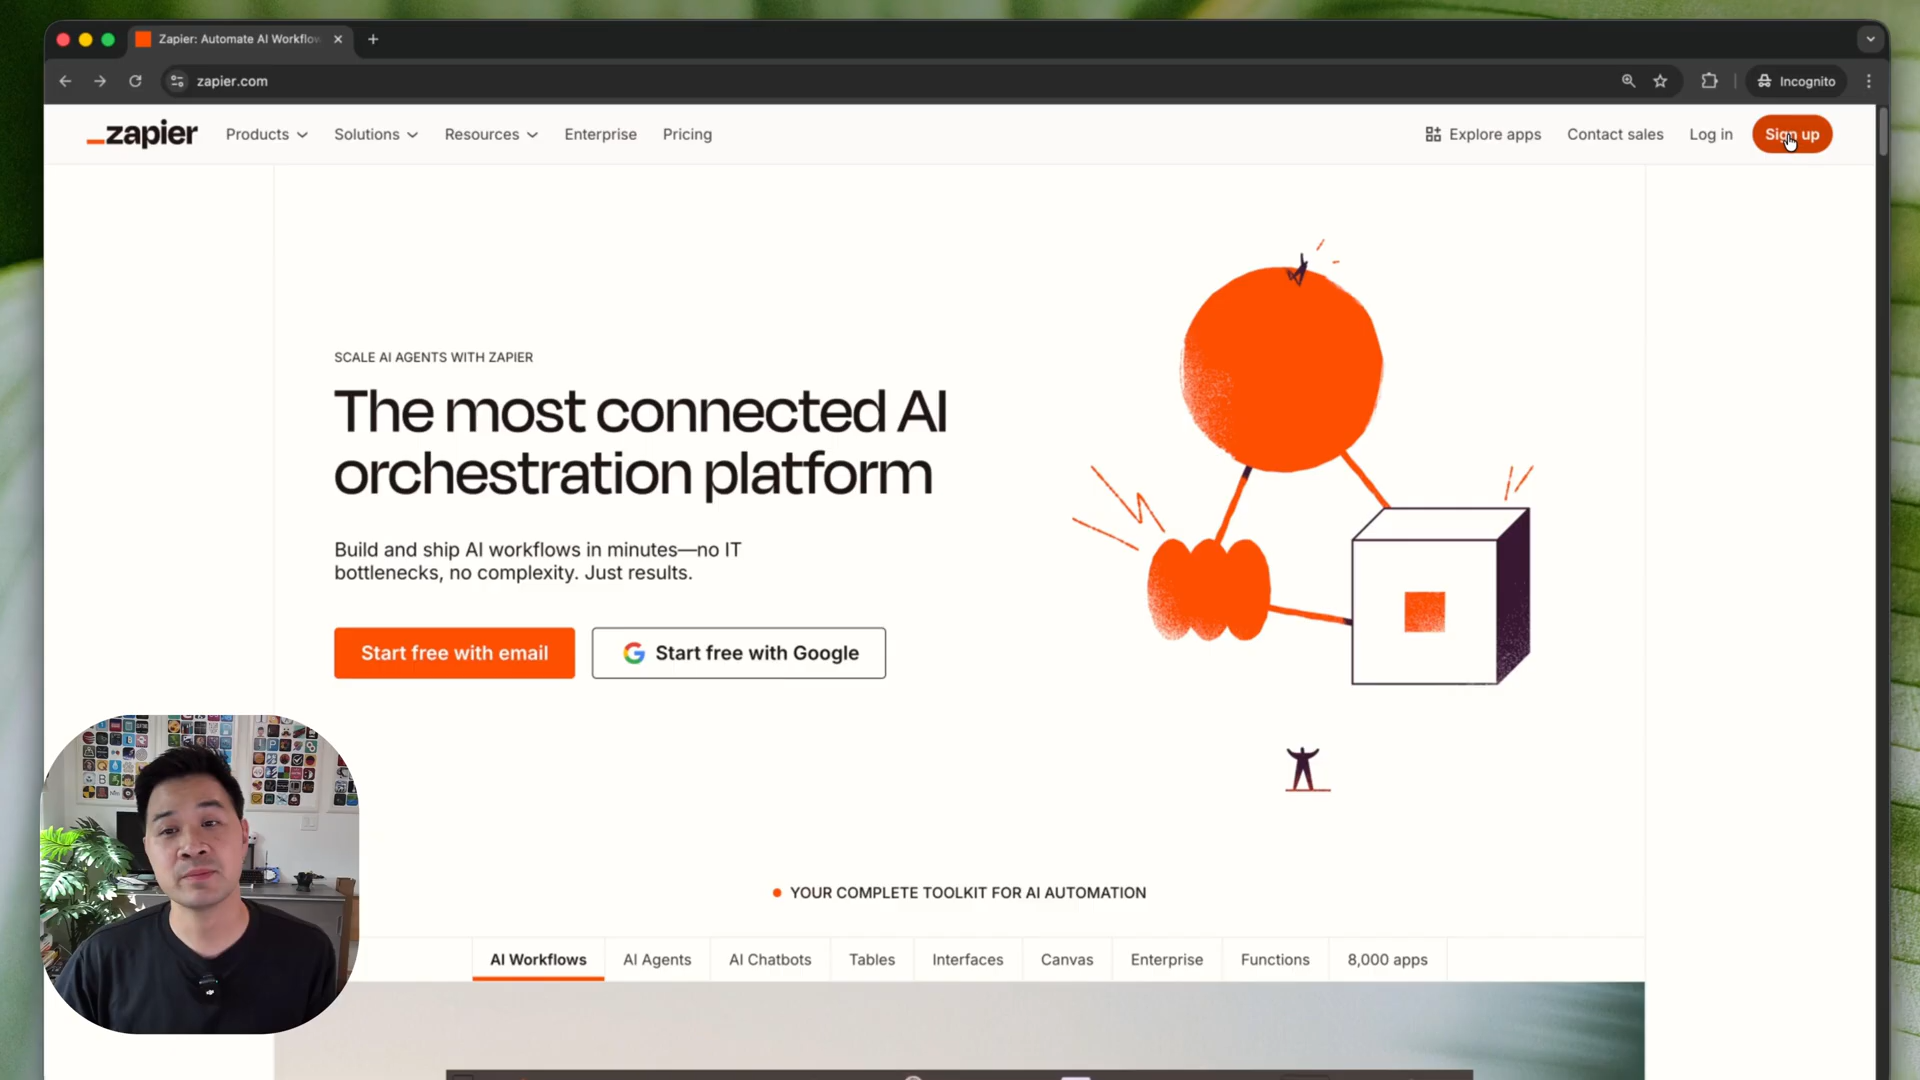 Zapier: Automate AI Workflow
zapier.com
Incognito
zapier
Products
Solutions
Resources
Enterprise
Pricing
Explore apps
Contact sales
Log in
Sign up
SCALE AI AGENTS WITH ZAPIER
The most connected AI
orchestration platform
Build and ship AI workflows in minutes—no IT
bottlenecks, no complexity. Just results.
Start free with email
Start free with Google
YOUR COMPLETE TOOLKIT FOR AI AUTOMATION
AI Workflows
AI Agents
AI Chatbots
Tables
Interfaces
Canvas
Enterprise
Functions
8,000 apps